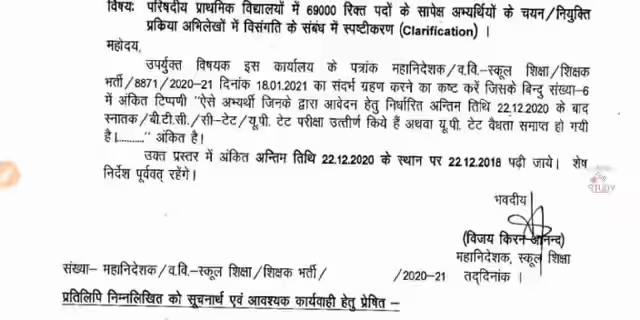 विषयः परिषदीय प्राथमिक विद्यालयों में 69000 रिक्त पदों के सापेक्ष अभ्यर्थियों के चयन/नियुक्ति
प्रकिया अभिलेखों में विसंगति के संबंध में स्पष्टीकरण (Clarification) ।
महोदय,
उपर्युक्त विषयक इस कार्यालय के पत्रांक महानिदेशक/व.वि.–स्कूल शिक्षा/शिक्षक
भर्ती/8871/2020-21 दिनांक 18.01.2021 का संदर्भ ग्रहण करने का कष्ट करें जिसके बिन्दु संख्या–6
में अंकित टिप्पणी "ऐसे अभ्यर्थी जिनके द्वारा आवेदन हेतु निर्धारित अन्तिम तिथि 22.12.2020 के बाद
स्नातक/बी.टी.सी./सी-टेट/यू.पी. टेट परीक्षा उत्तीर्ण किये हैं अथवा यू.पी. टेट वैधता समाप्त हो गयी
है।.........." अंकित है।
उक्त प्रस्तर में अंकित अन्तिम तिथि 22.12.2020 के स्थान पर 22.12.2018 पढ़ी जाये। शेष
निर्देश पूर्ववत् रहेंगे।
STUDY
भवदीय
(विजय किरन आनन्द)
महानिदेशक, स्कूल शिक्षा
संख्या– महानिदेशक/व.वि.–स्कूल शिक्षा/शिक्षक भर्ती/ /2020-21 तद्दिनांक ।
प्रतिलिपि निम्नलिखित को सूचनार्थ एवं आवश्यक कार्यवाही हेतु प्रेषित –